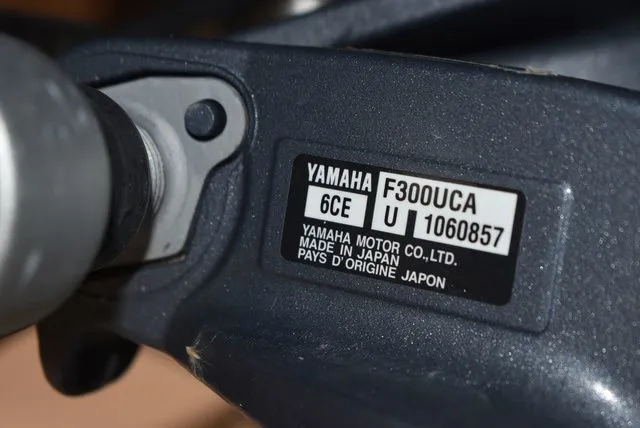 YAMAHA F300UCA
6CE U 1060857
YAMAHA MOTOR CO.,LTD.
MADE IN JAPAN
PAYS D'ORIGINE JAPON